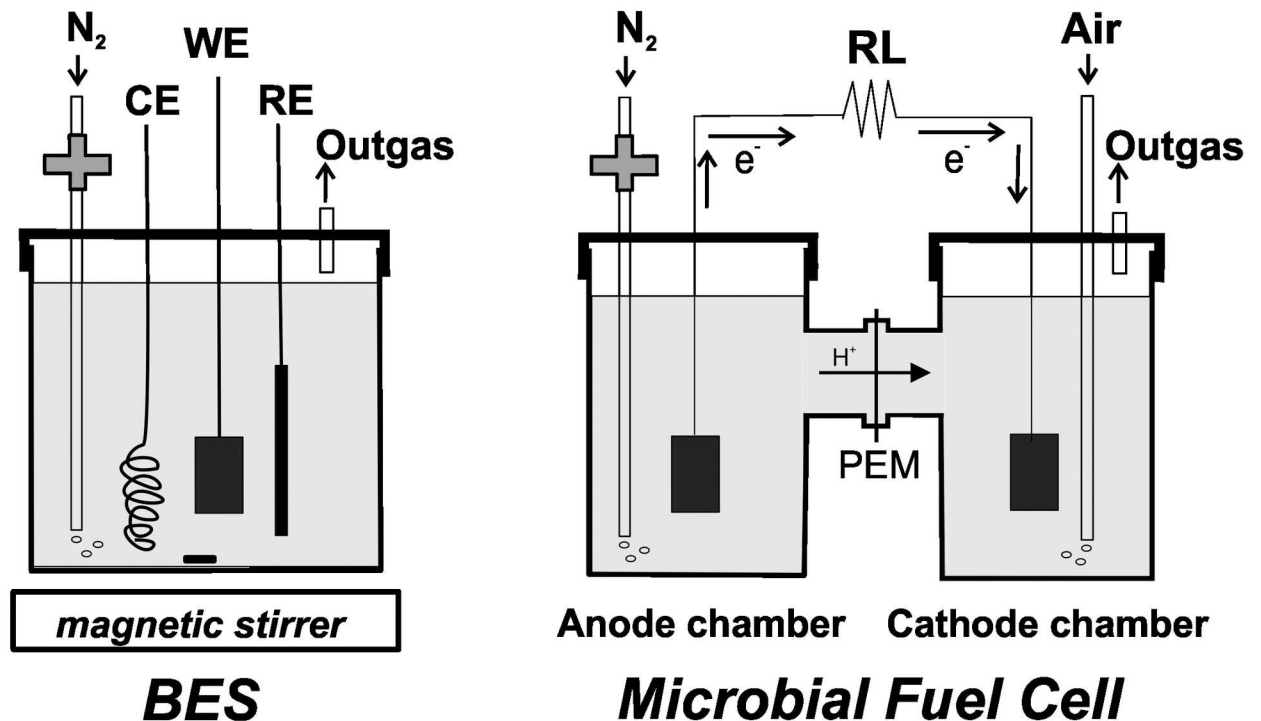 N₂
WE
CE
RE
Outgas
magnetic stirrer
BES
N₂
RL
Air
e⁻
e⁻
Outgas
H⁺
PEM
Anode chamber
Cathode chamber
Microbial Fuel Cell